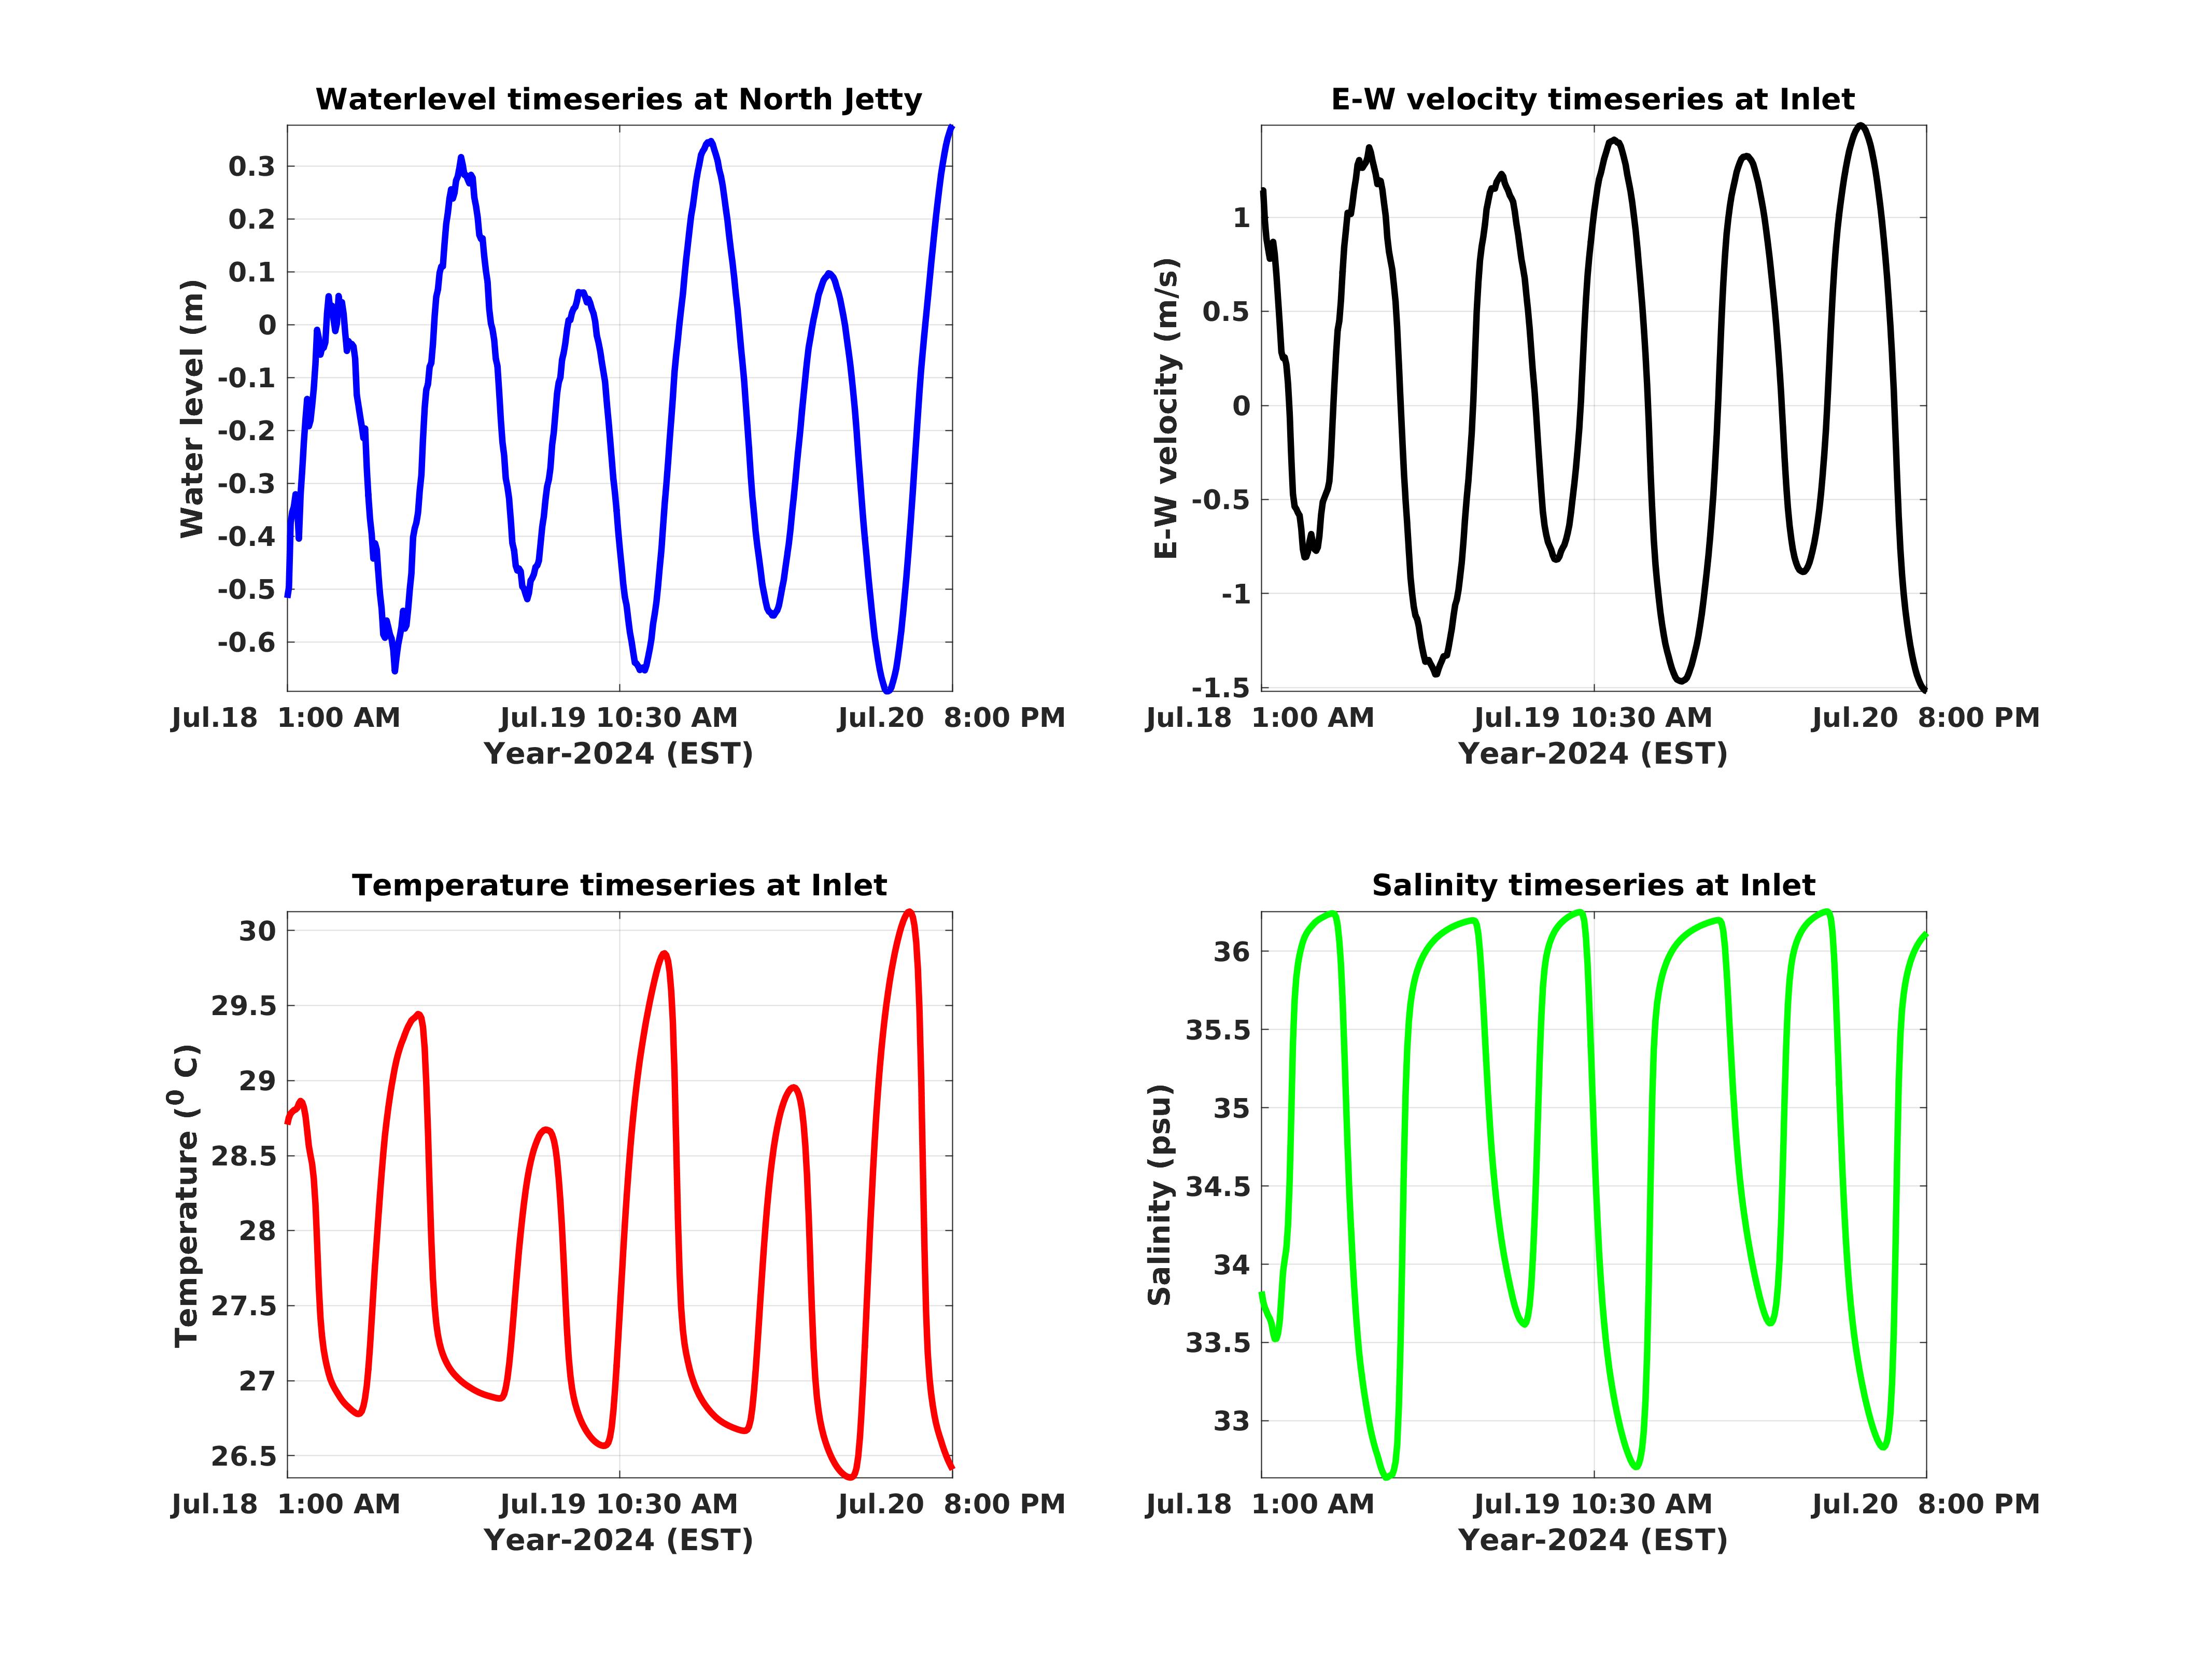 Waterlevel timeseries at North Jetty
Water level (m)
0.3
0.2
0.1
0
-0.1
-0.2
-0.3
-0.4
-0.5
-0.6
Jul.18  1:00 AM
Jul.19 10:30 AM
Jul.20  8:00 PM
Year-2024 (EST)
E-W velocity timeseries at Inlet
E-W velocity (m/s)
1
0.5
0
-0.5
-1
-1.5
Jul.18  1:00 AM
Jul.19 10:30 AM
Jul.20  8:00 PM
Year-2024 (EST)
Temperature timeseries at Inlet
Temperature (⁰ C)
30
29.5
29
28.5
28
27.5
27
26.5
Jul.18  1:00 AM
Jul.19 10:30 AM
Jul.20  8:00 PM
Year-2024 (EST)
Salinity timeseries at Inlet
Salinity (psu)
36
35.5
35
34.5
34
33.5
33
Jul.18  1:00 AM
Jul.19 10:30 AM
Jul.20  8:00 PM
Year-2024 (EST)